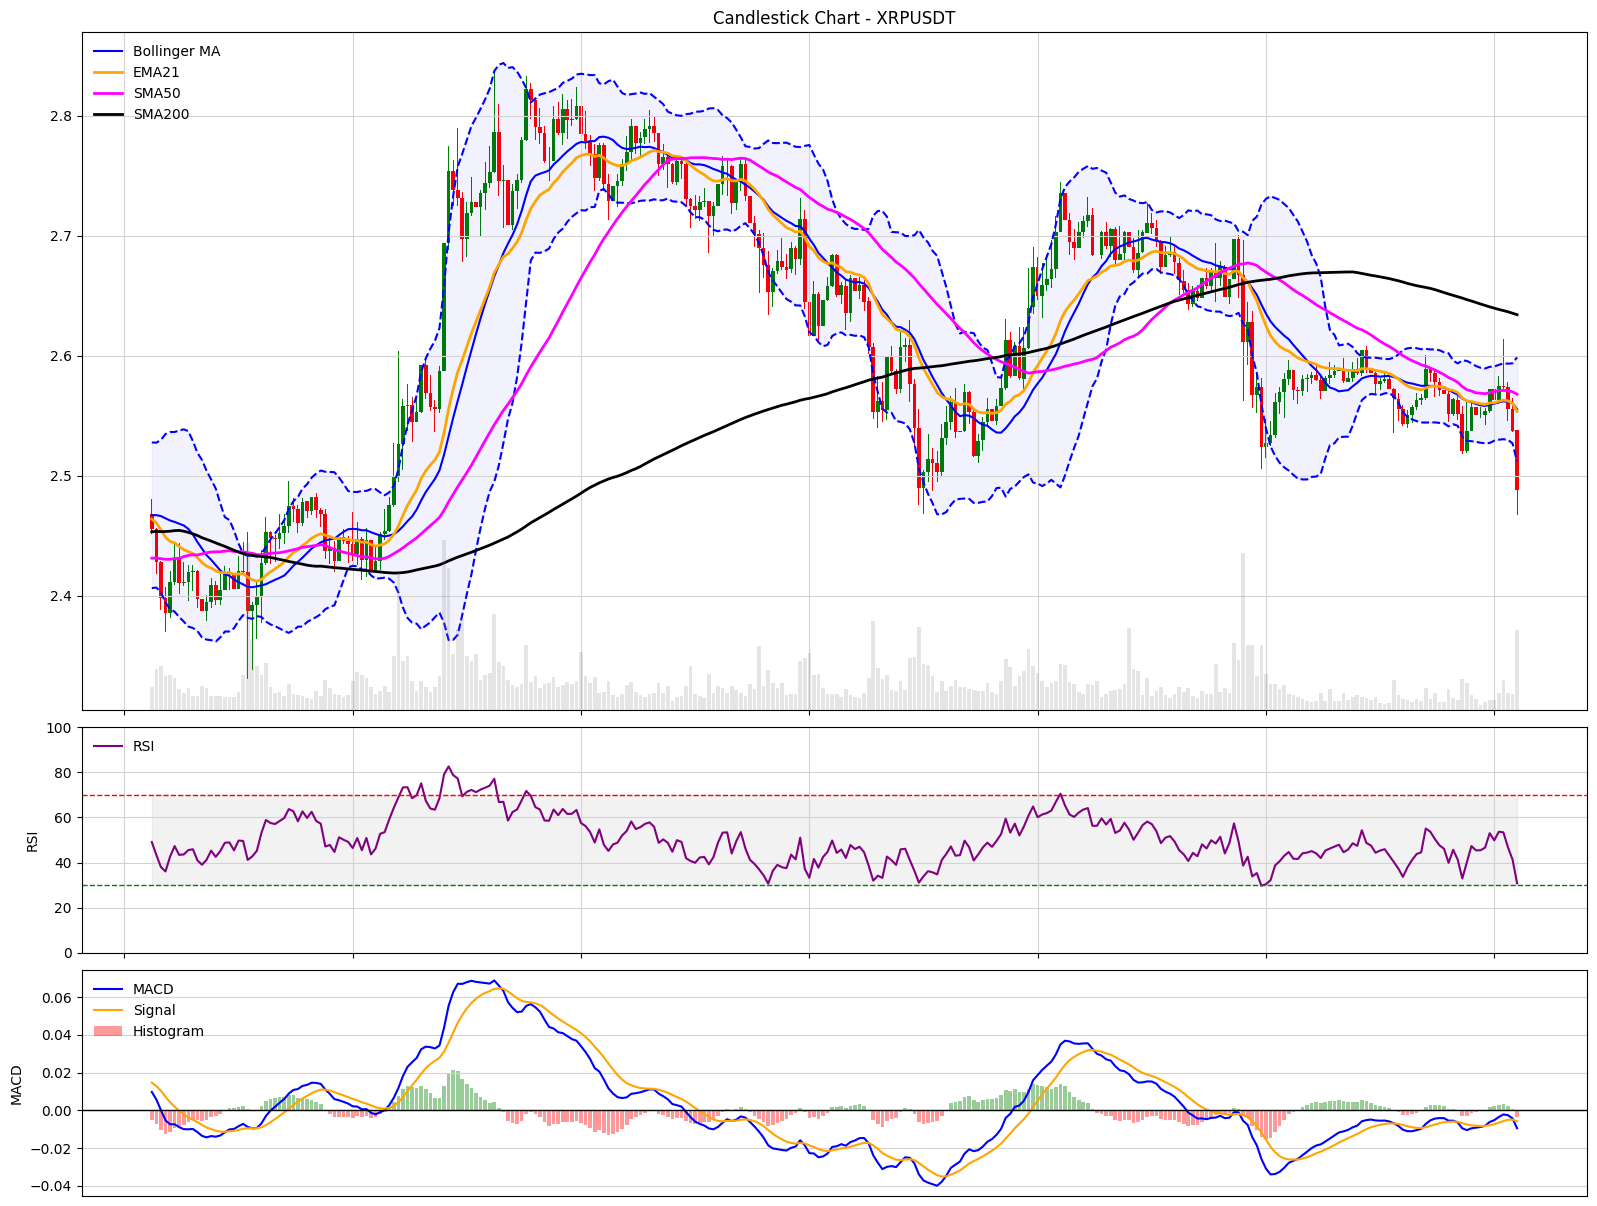 Candlestick Chart - XRPUSDT
Bollinger MA
EMA21
SMA50
SMA200
2.8
2.7
2.6
2.5
2.4
RSI
100
80
60
40
20
0
RSI
MACD
Signal
Histogram
0.06
0.04
0.02
0.00
−0.02
−0.04
MACD